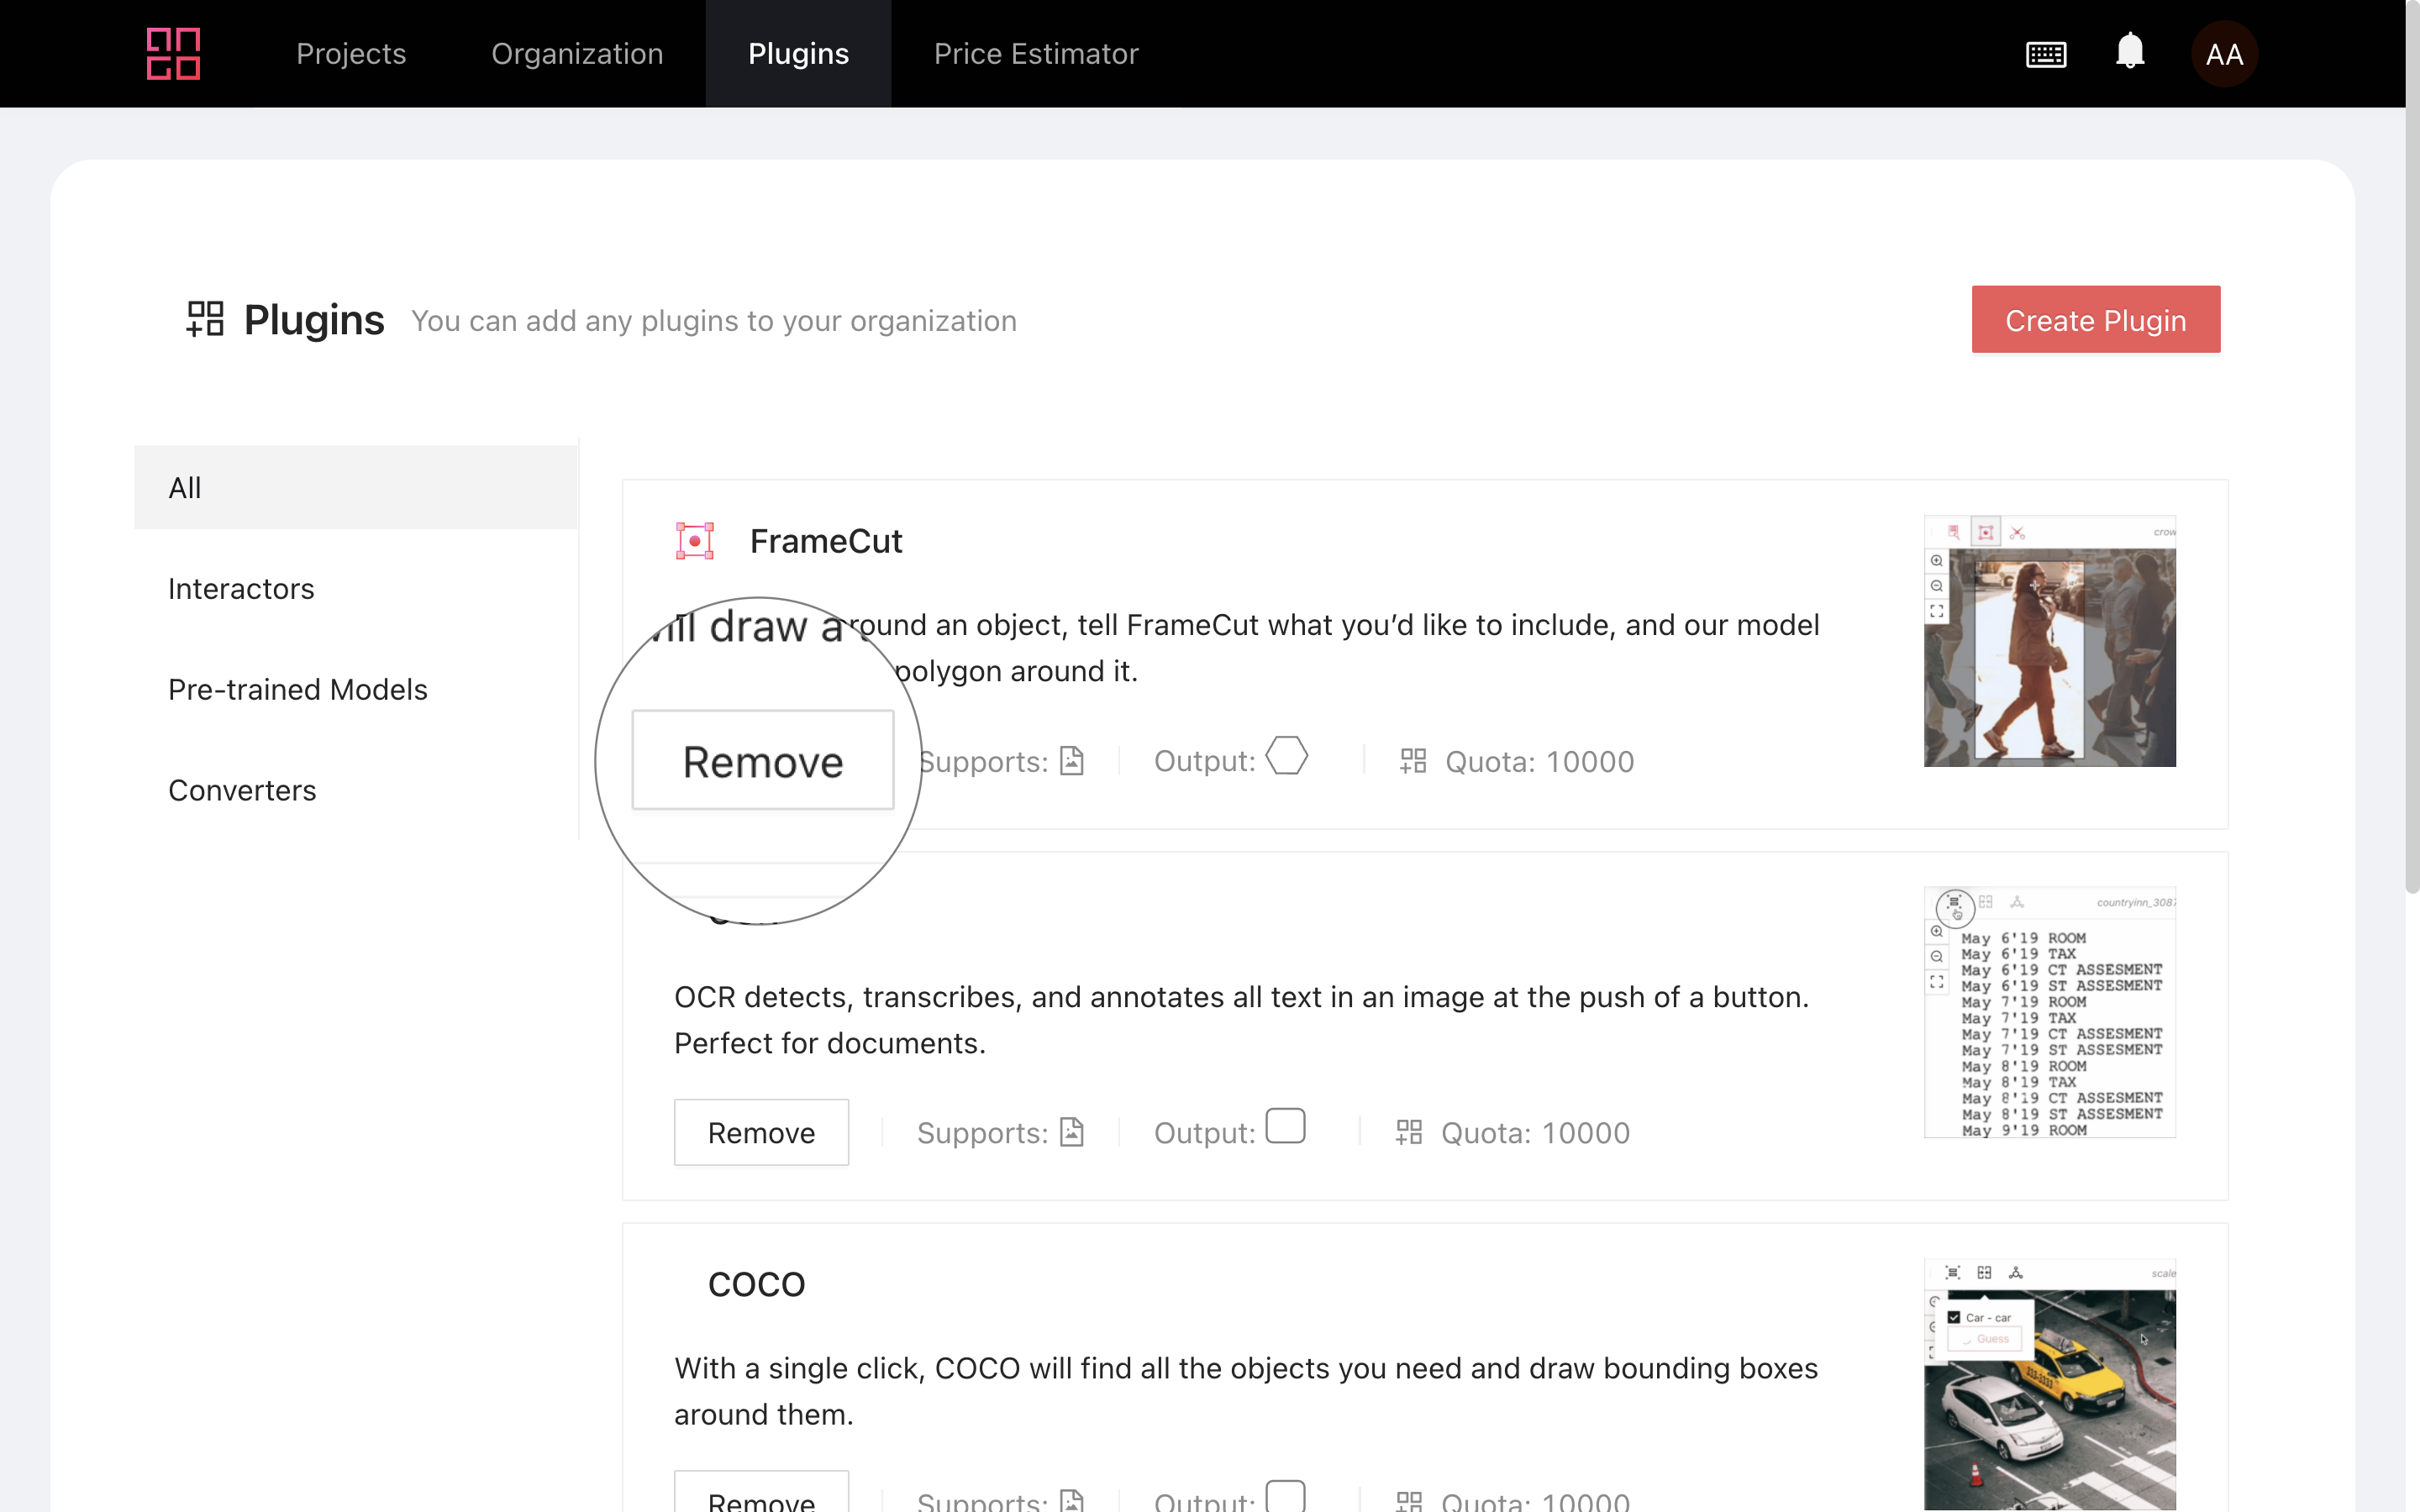 Projects
Organization
Plugins
Price Estimator
AA
Plugins
You can add any plugins to your organization
Create Plugin
All
Interactors
Pre-trained Models
Converters
FrameCut
draw a round an object, tell FrameCut what you’d like to include, and our model
polygon around it.
Remove
Supports:
Output:
Quota: 10000
OCR detects, transcribes, and annotates all text in an image at the push of a button.
Perfect for documents.
Remove
Supports:
Output:
Quota: 10000
countryinn_3087
May 6'19 ROOM
May 6'19 TAX
May 6'19 CT ASSESMENT
May 6'19 ST ASSESMENT
May 7'19 ROOM
May 7'19 TAX
May 7'19 CT ASSESMENT
May 7'19 ST ASSESMENT
May 8'19 ROOM
May 8'19 TAX
May 8'19 CT ASSESMENT
May 8'19 ST ASSESMENT
May 9'19 ROOM
COCO
With a single click, COCO will find all the objects you need and draw bounding boxes
around them.
Remove
Supports:
Output:
Quota: 10000
crow
scale
Car - car
Guess